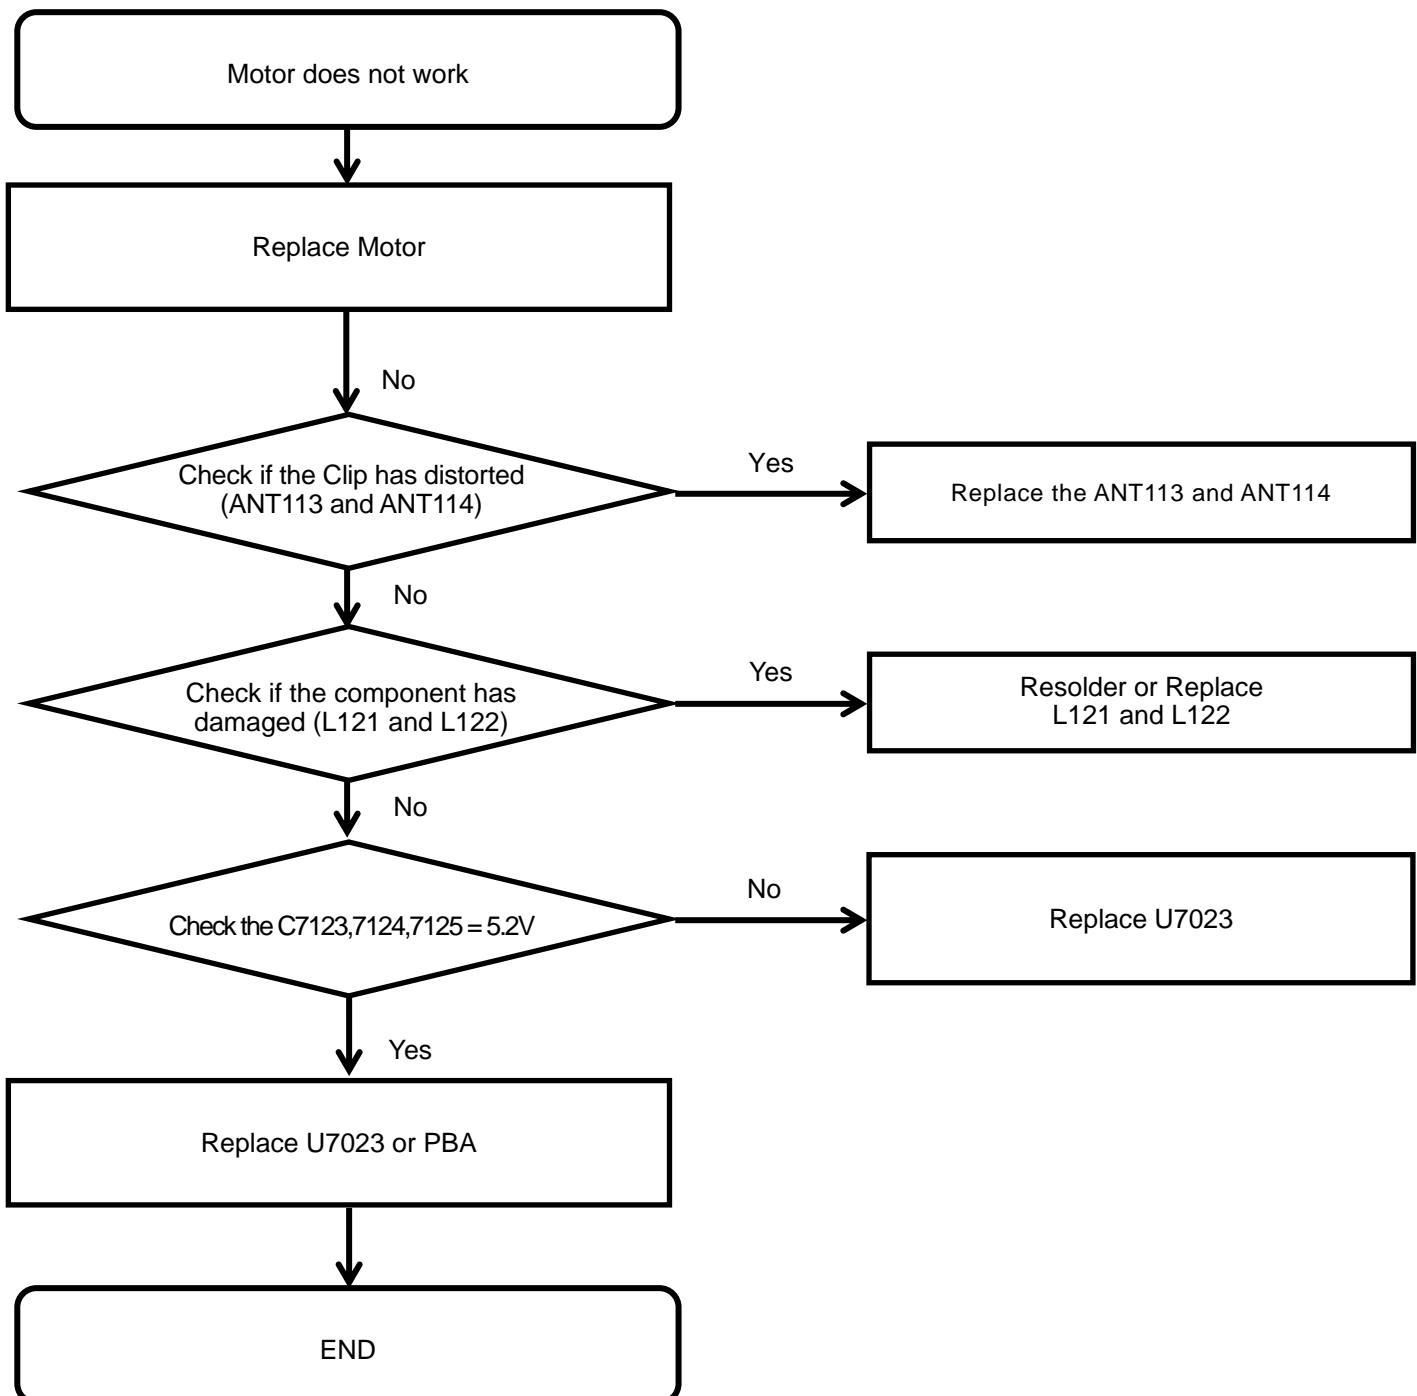 Motor does not work
Replace Motor
No
Check if the Clip has distorted
(ANT113 and ANT114)
Yes
Replace the ANT113 and ANT114
No
Check if the component has
damaged (L121 and L122)
Yes
Resolder or Replace
L121 and L122
No
Check the C7123,7124,7125 = 5.2V
No
Replace U7023
Yes
Replace U7023 or PBA
END